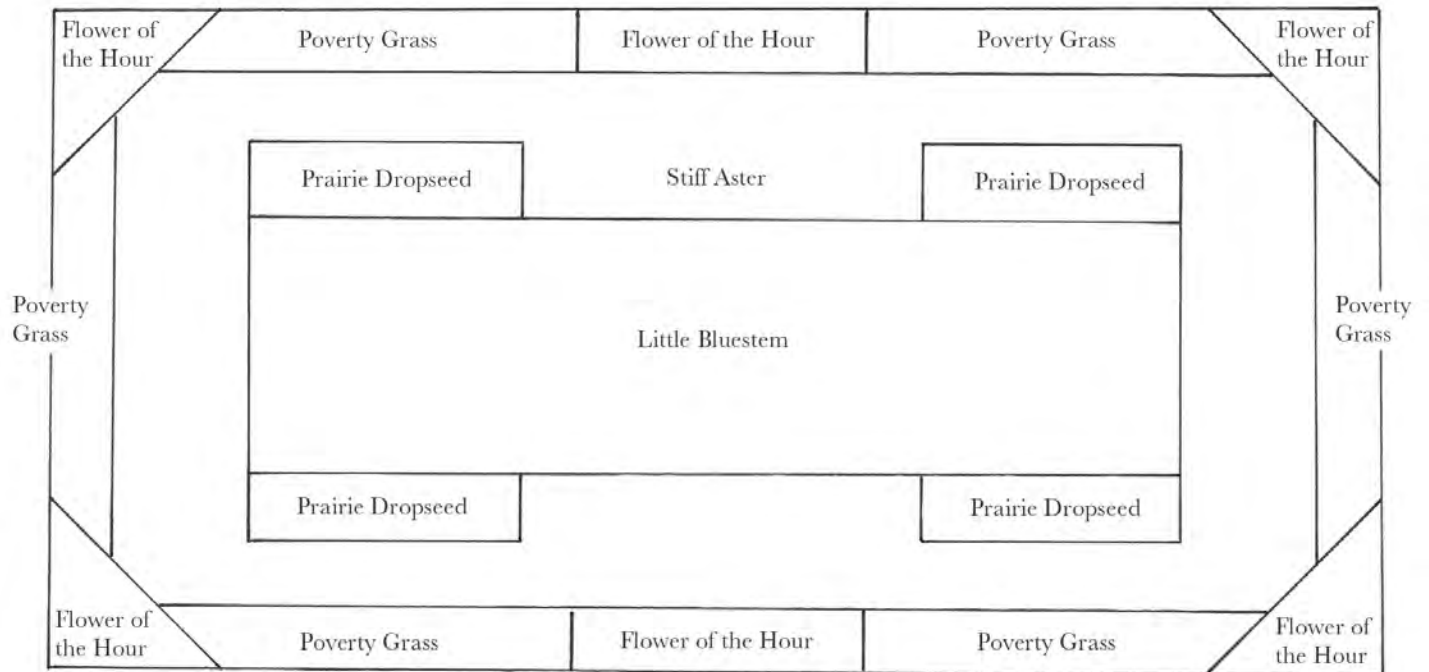 Flower of
the Hour
Poverty Grass
Flower of the Hour
Poverty Grass
Flower of
the Hour
Prairie Dropseed
Stiff Aster
Prairie Dropseed
Poverty
Grass
Little Bluestem
Poverty
Grass
Prairie Dropseed
Prairie Dropseed
Flower of
the Hour
Poverty Grass
Flower of the Hour
Poverty Grass
Flower of
the Hour